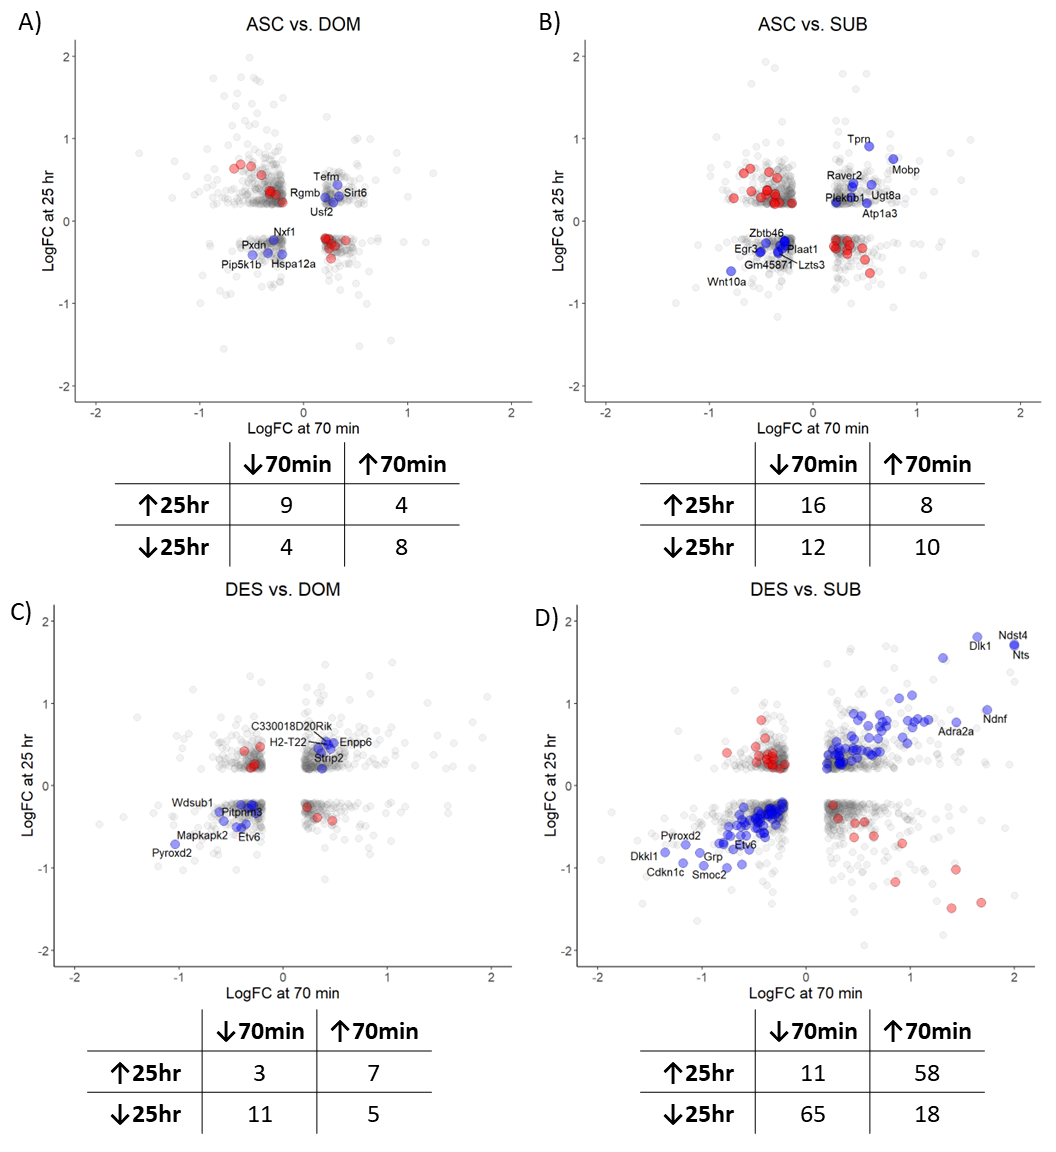 A)
ASC vs. DOM
2
1
0
-1
-2
LogFC at 25 hr
Tefm
Rgmb
Sirt6
Usf2
Nxf1
Pxdn
Pip5k1b
Hspa12a
-2
-1
0
1
2
LogFC at 70 min
↓70min ↑70min
↑25hr 9 4
↓25hr 4 8
B)
ASC vs. SUB
2
1
0
-1
-2
LogFC at 25 hr
Tprn
Mobp
Raver2
Plekhb1
Ugt8a
Atp1a3
Zbtb46
Egr3
Plaat1
Gm45871
Lzts3
Wnt10a
-2
-1
0
1
2
LogFC at 70 min
↓70min ↑70min
↑25hr 16 8
↓25hr 12 10
C)
DES vs. DOM
2
1
0
-1
-2
LogFC at 25 hr
C330018D20Rik
H2-T22
Enpp6
Strip2
Wdsub1
Pitpnm3
Mapkapk2
Etv6
Pyroxd2
-2
-1
0
1
2
LogFC at 70 min
↓70min ↑70min
↑25hr 3 7
↓25hr 11 5
D)
DES vs. SUB
2
1
0
-1
-2
LogFC at 25 hr
Ndst4
Dlk1
Nts
Ndnf
Adra2a
Pyroxd2
Etv6
Dkkl1
Grp
Cdkn1c
Smoc2
-2
-1
0
1
2
LogFC at 70 min
↓70min ↑70min
↑25hr 11 58
↓25hr 65 18